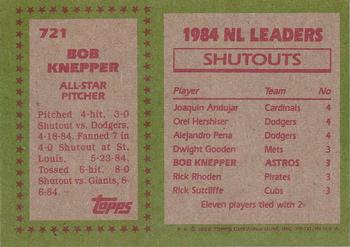 721
BOB
KNEPPER
ALL-STAR
PITCHER
Pitched 4-hit, 3-0
Shutout vs. Dodgers,
4-18-84. Fanned 7 in
4-0 Shutout at St.
Louis, 5-23-84.
Tossed 6-hit, 8-0
Shutout vs. Giants, 8-
6-84.
Topps
1984 NL LEADERS
SHUTOUTS
Player Team No
Joaquin Andujar Cardinals 4
Orel Hershiser Dodgers 4
Alejandro Pena Dodgers 4
Dwight Gooden Mets 3
BOB KNEPPER ASTROS 3
Rick Rhoden Pirates 3
Rick Sutcliffe Cubs 3
Eleven players tied with 2